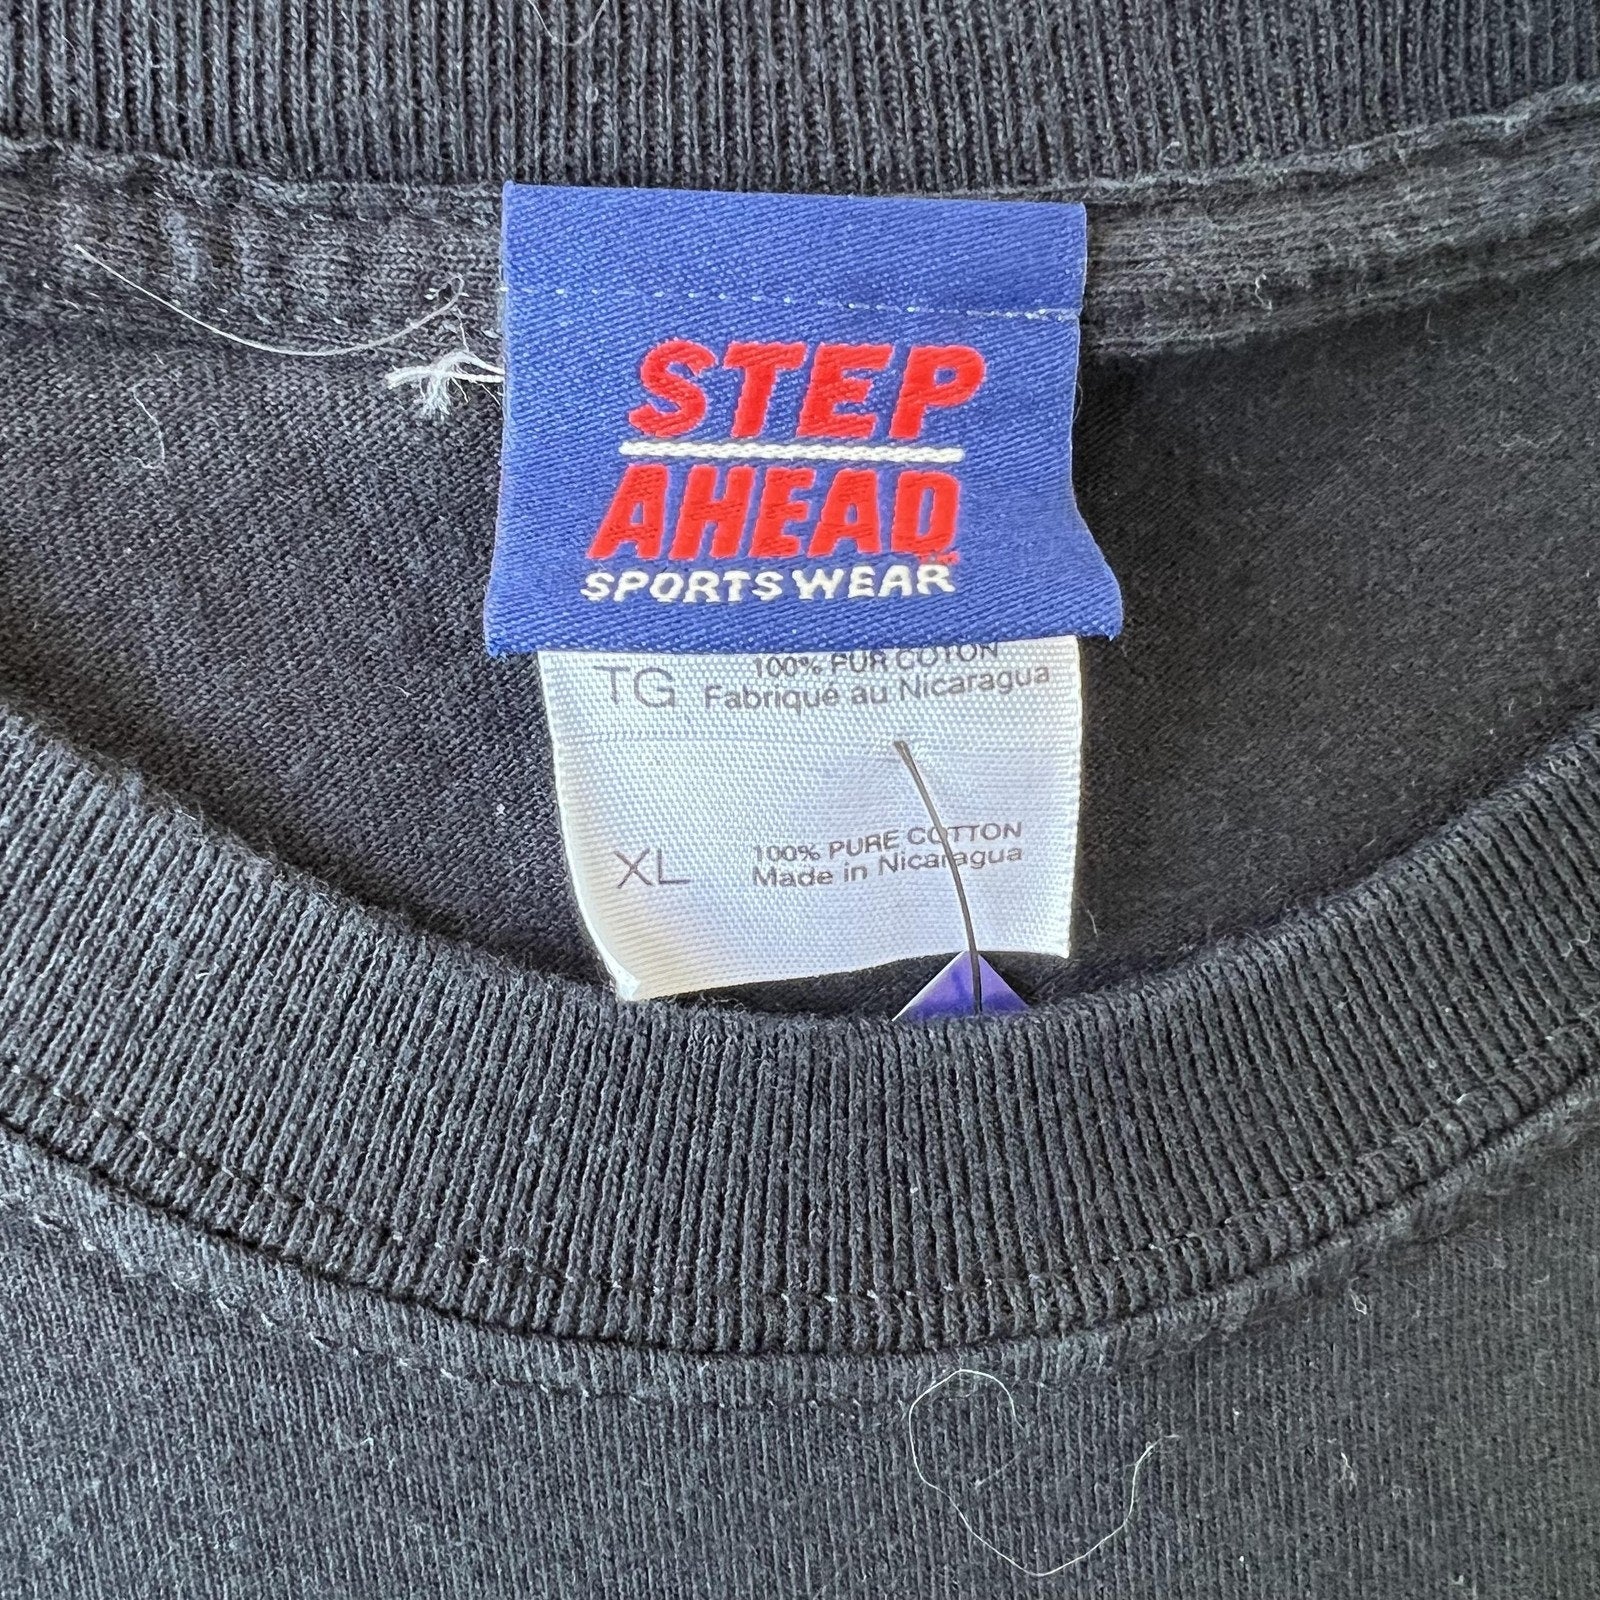 STEP
AHEAD
SPORTSWEAR
TG 100% PUR COTON
Fabriqué au Nicaragua
XL 100% PURE COTTON
Made in Nicaragua